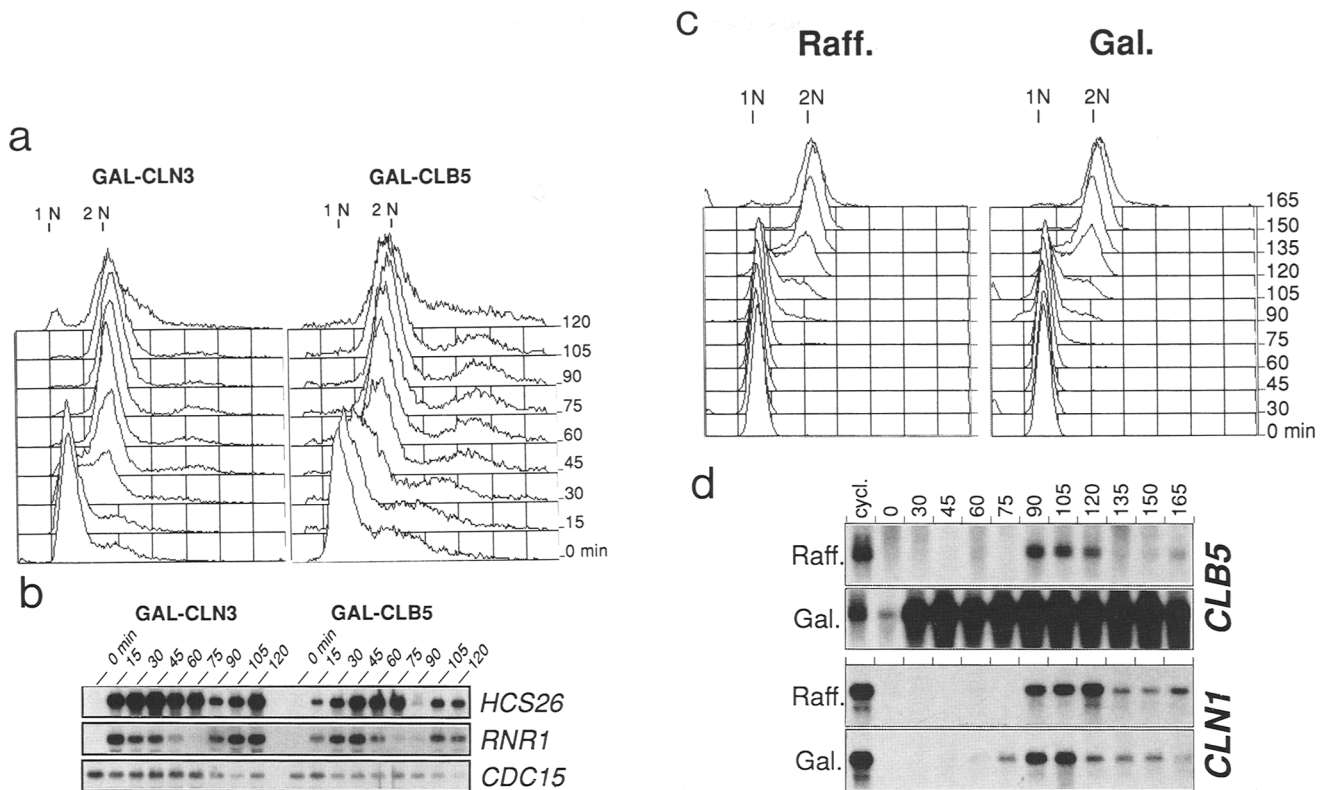 a
GAL-CLN3 GAL-CLB5
1 N 2 N 1 N 2 N
120
105
90
75
60
45
30
15
0 min
b
GAL-CLN3 GAL-CLB5
0 min 15 30 45 60 75 90 105 120 0 min 15 30 45 60 75 90 105 120
HCS26
RNR1
CDC15
c
Raff. Gal.
1N 2N 1N 2N
165
150
135
120
105
90
75
60
45
30
0 min
d
cycl. 0 30 45 60 75 90 105 120 135 150 165
Raff.
Gal.
CLB5
Raff.
Gal.
CLN1